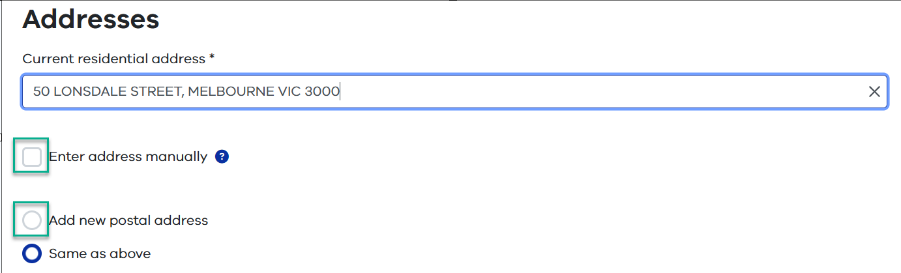 Addresses
Current residential address *
50 LONSDALE STREET, MELBOURNE VIC 3000
Enter address manually ?
Add new postal address
Same as above